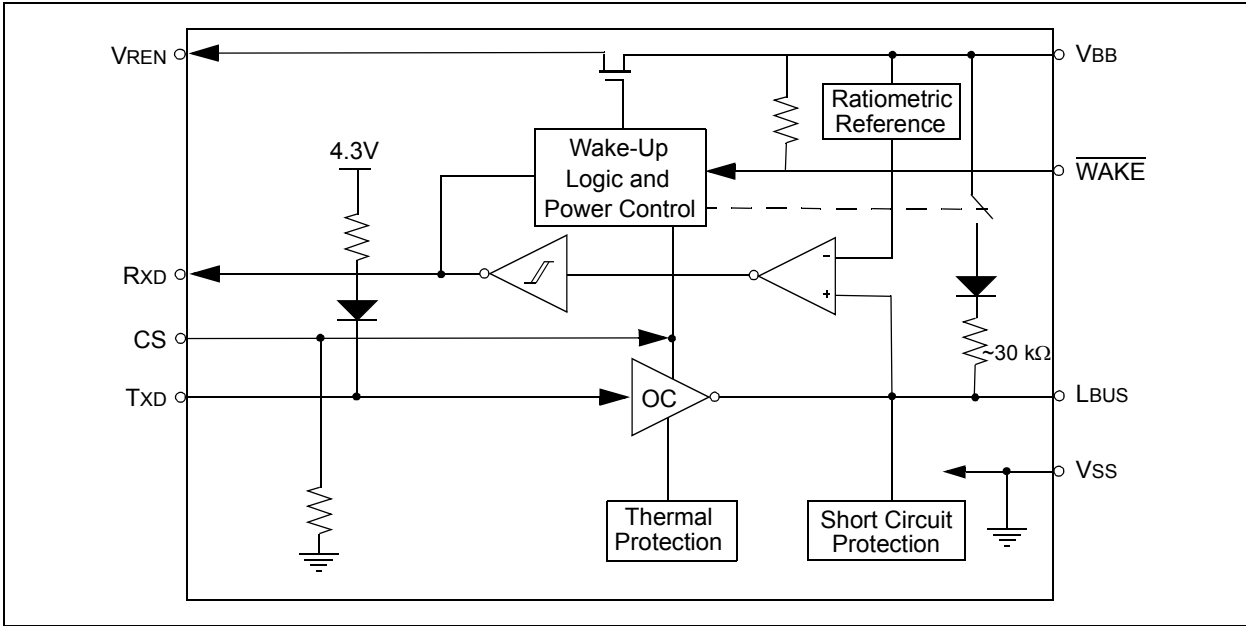 VREN
VBB
Ratiometric
Reference
4.3V
Wake-Up
Logic and
Power Control
WAKE
-
+
RXD
CS
~30 kΩ
TXD
OC
LBUS
VSS
Thermal
Protection
Short Circuit
Protection